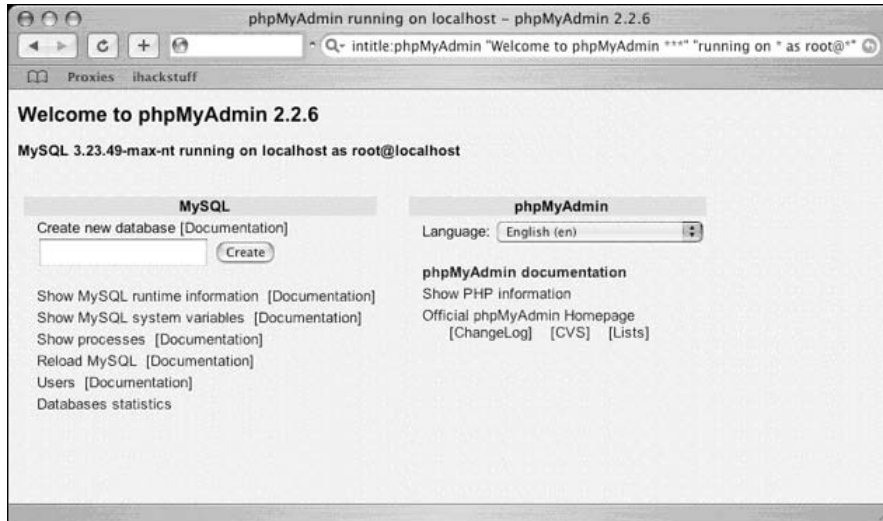 phpMyAdmin running on localhost – phpMyAdmin 2.2.6
intitle:phpMyAdmin "Welcome to phpMyAdmin ***" "running on * as root@*"
Proxies ihackstuff
Welcome to phpMyAdmin 2.2.6
MySQL 3.23.49-max-nt running on localhost as root@localhost
MySQL
Create new database [Documentation]
Create
Show MySQL runtime information [Documentation]
Show MySQL system variables [Documentation]
Show processes [Documentation]
Reload MySQL [Documentation]
Users [Documentation]
Databases statistics
phpMyAdmin
Language: English (en)
phpMyAdmin documentation
Show PHP information
Official phpMyAdmin Homepage
[ChangeLog] [CVS] [Lists]